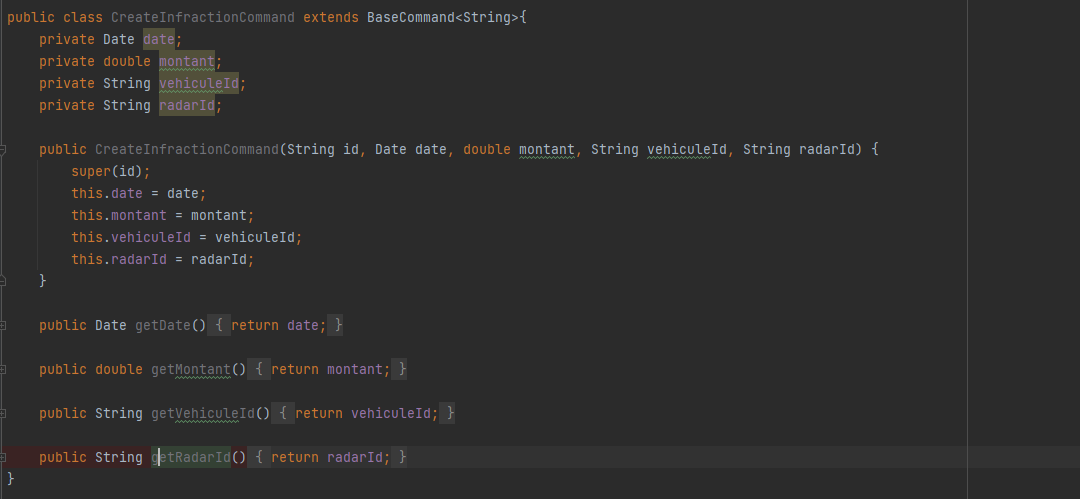 public class CreateInfractionCommand extends BaseCommand<String>{
    private Date date;
    private double montant;
    private String vehiculeId;
    private String radarId;

    public CreateInfractionCommand(String id, Date date, double montant, String vehiculeId, String radarId) {
        super(id);
        this.date = date;
        this.montant = montant;
        this.vehiculeId = vehiculeId;
        this.radarId = radarId;
    }

    public Date getDate() { return date; }

    public double getMontant() { return montant; }

    public String getVehiculeId() { return vehiculeId; }

    public String getRadarId() { return radarId; }
}